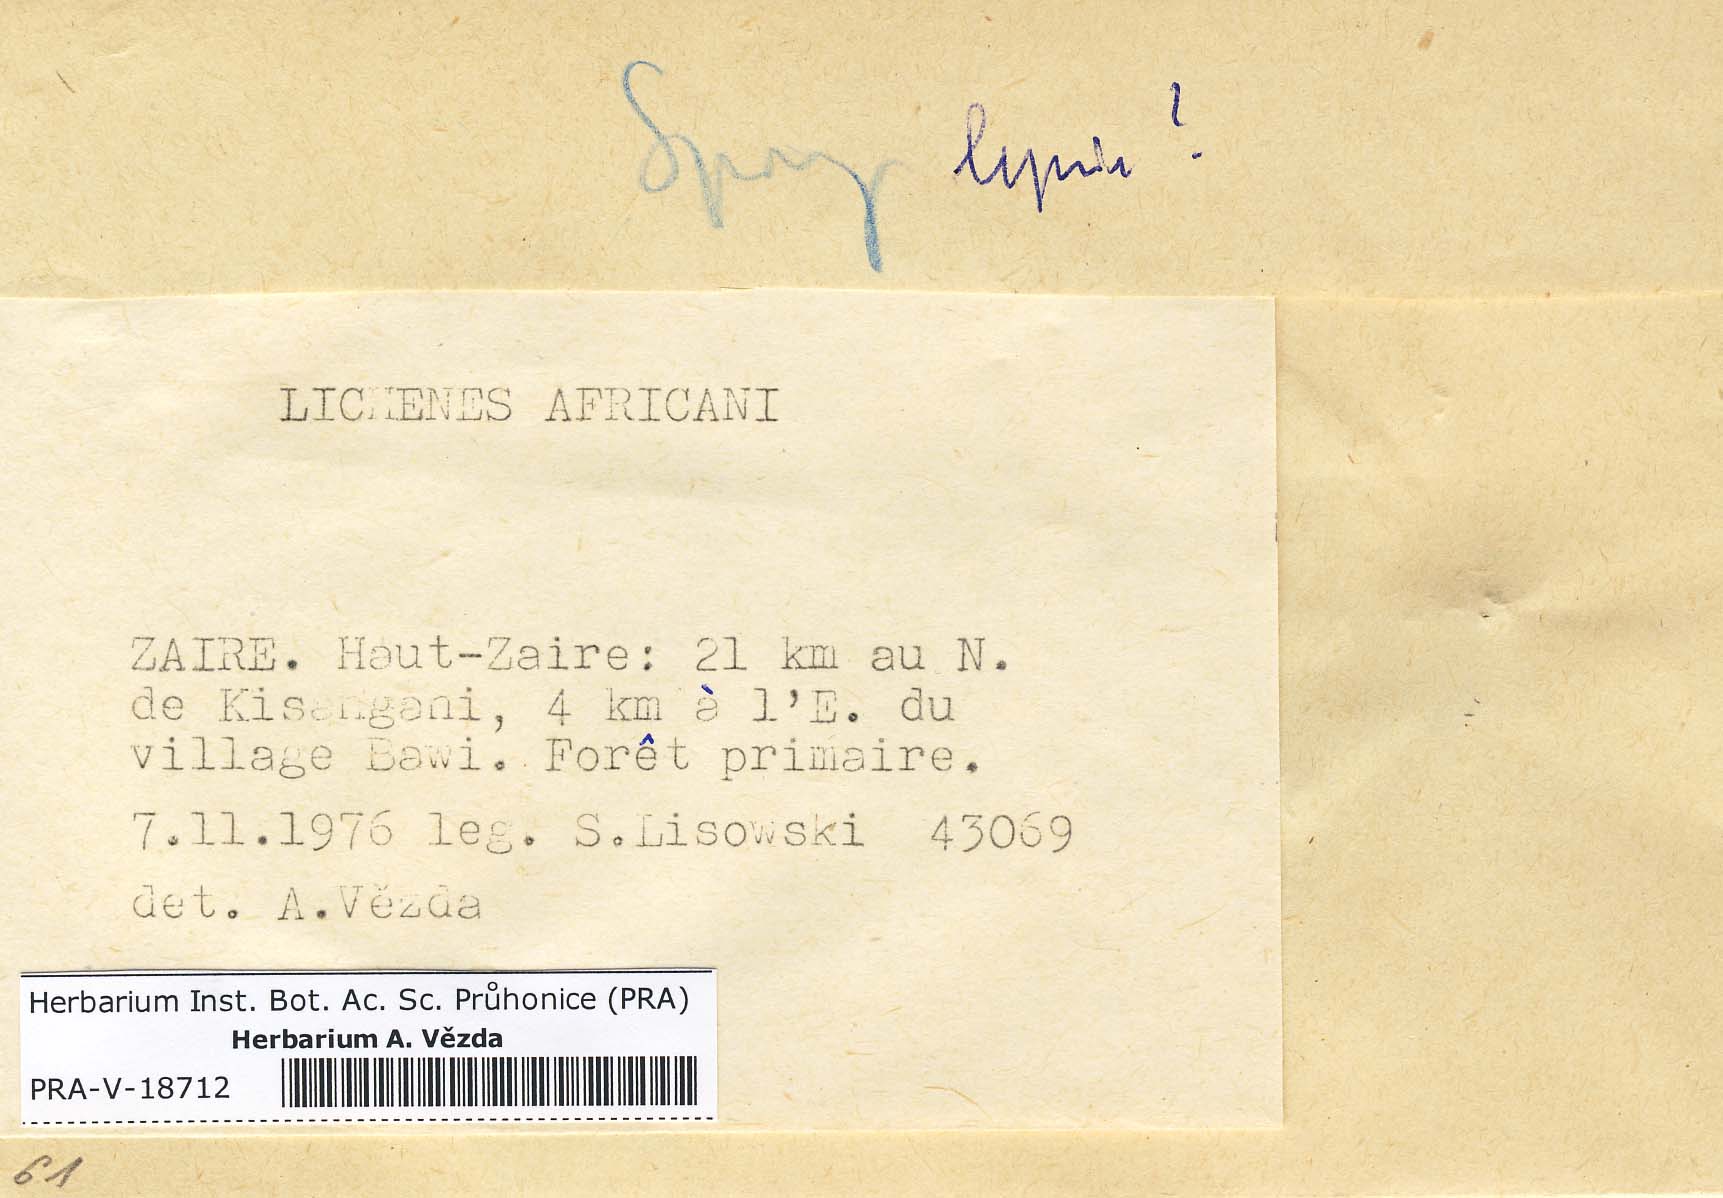 LICHENES AFRICANI
ZAIRE. Haut-Zaire: 21 km au N.
de Kisangani, 4 km à l'E. du
village Bawi. Forêt primaire.
7.11.1976 leg. S.Lisowski 43069
det. A.Vězda
Herbarium Inst. Bot. Ac. Sc. Průhonice (PRA)
Herbarium A. Vězda
PRA-V-18712
61